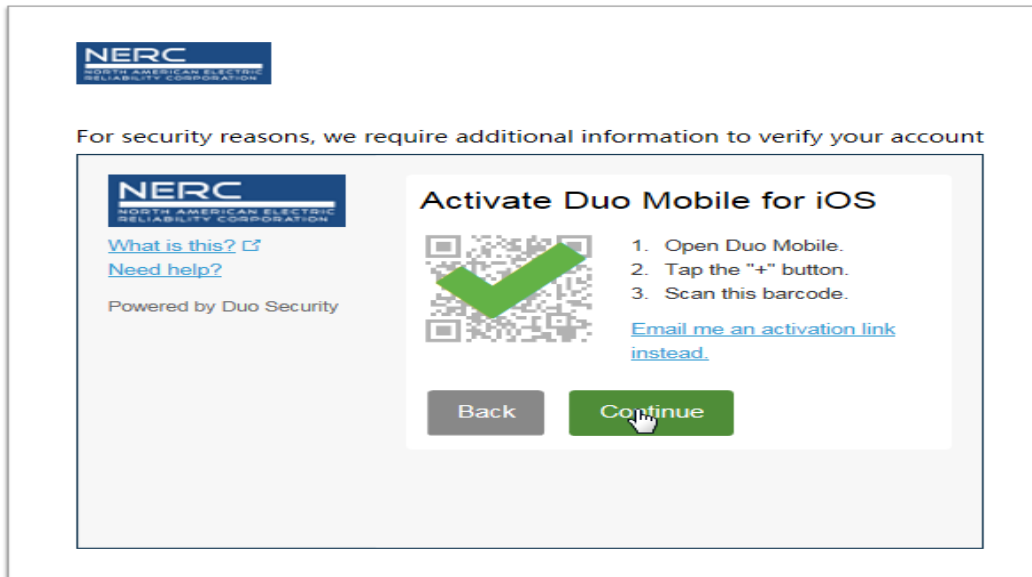 NERC
NORTH AMERICAN ELECTRIC
RELIABILITY CORPORATION
For security reasons, we require additional information to verify your account
NERC
NORTH AMERICAN ELECTRIC
RELIABILITY CORPORATION
What is this?
Need help?
Powered by Duo Security
Activate Duo Mobile for iOS
1. Open Duo Mobile.
2. Tap the "+" button.
3. Scan this barcode.
Email me an activation link
instead.
Back
Continue